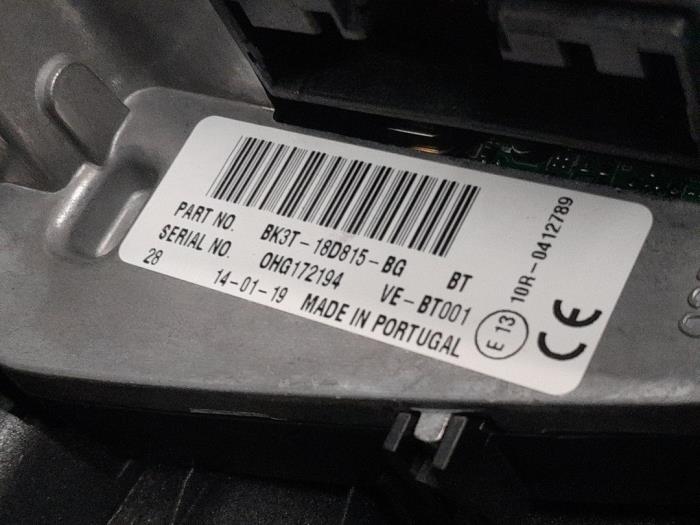 PART NO. BK3T-18D815-BG BT
SERIAL NO. OHG172194 VE-BT001
28 14-01-19 MADE IN PORTUGAL
E 13 10R-0412789
CE